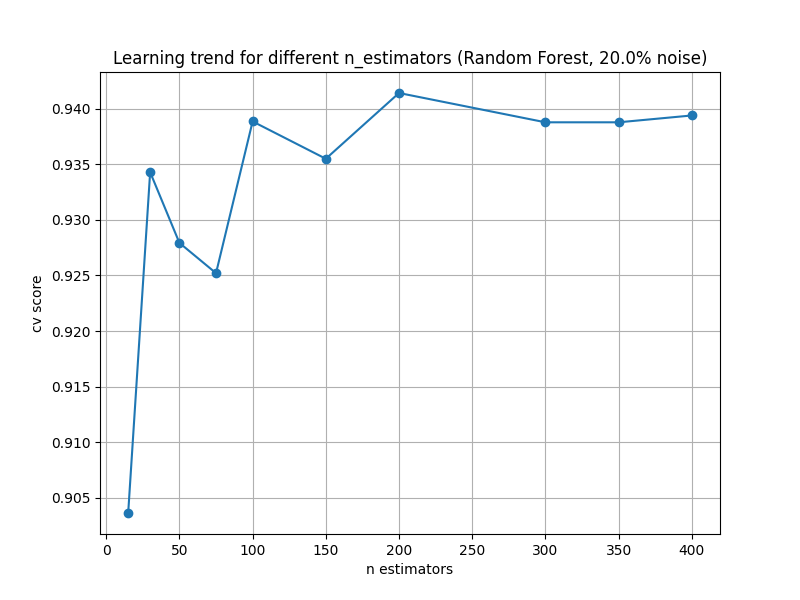 Learning trend for different n_estimators (Random Forest, 20.0% noise)
0.940
0.935
0.930
0.925
0.920
0.915
0.910
0.905
cv score
0 50 100 150 200 250 300 350 400
n estimators